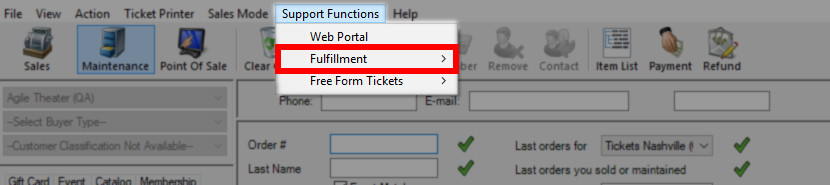 File View Action Ticket Printer Sales Mode Support Functions Help
Web Portal
Fulfillment
Free Form Tickets
Sales Maintenance Point Of Sale Clear Remove Contact Item List Payment Refund
Agile Theater (QA)
--Select Buyer Type--
--Customer Classification Not Available--
Phone: E-mail:
Order # Last orders for Tickets Nashville
Last Name Last orders you sold or maintained
Gift Card Event Catalog Membership